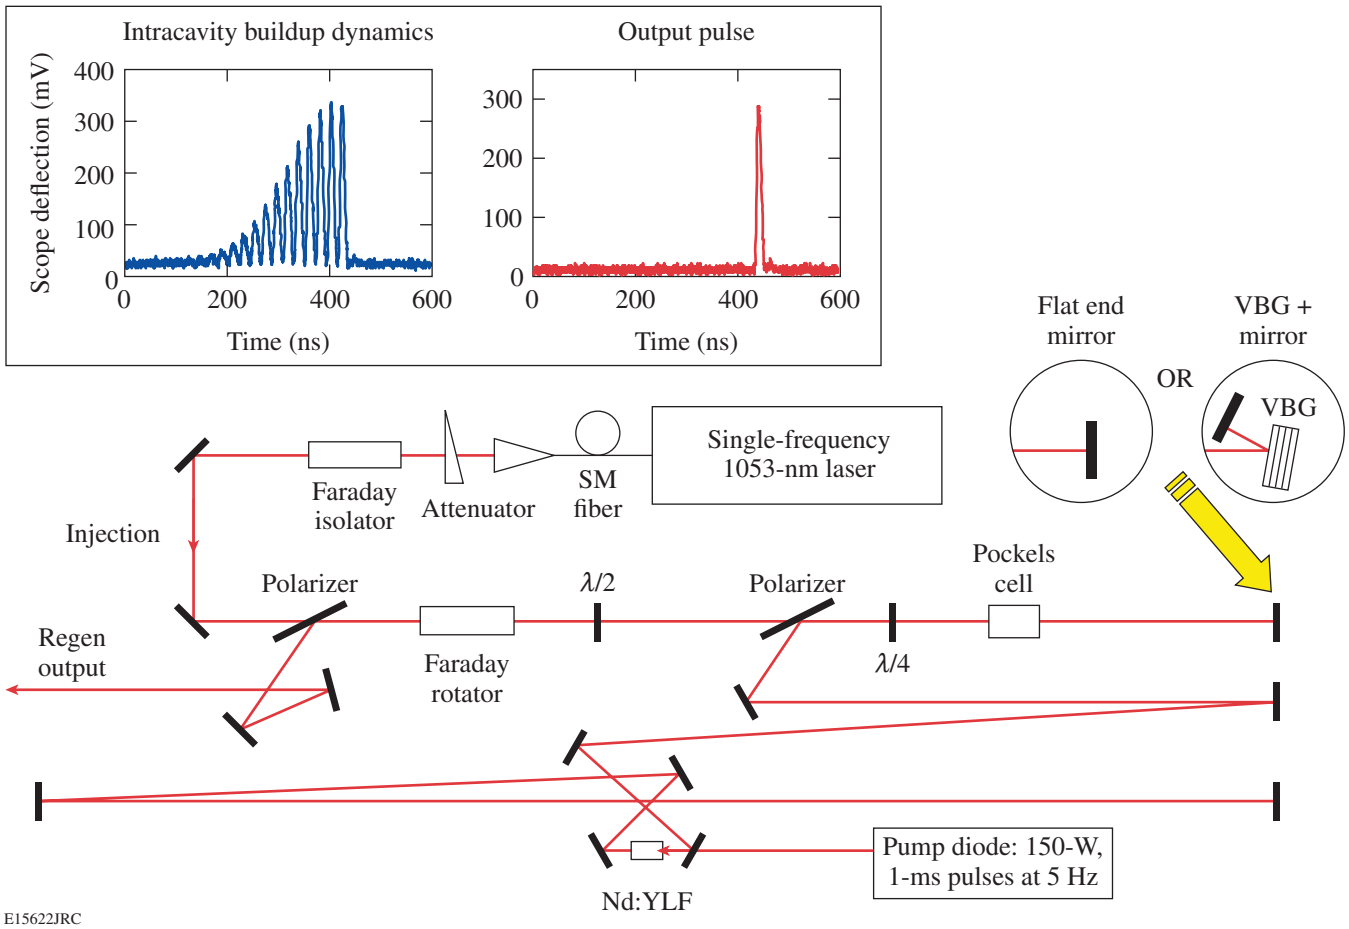 Intracavity buildup dynamics
Output pulse
Scope deflection (mV)
400
300
200
100
0
0
200
400
600
Time (ns)
300
200
100
0
0
200
400
600
Time (ns)
Flat end
mirror
OR
VBG +
mirror
VBG
Single-frequency
1053-nm laser
SM
fiber
Attenuator
Faraday
isolator
Injection
Polarizer
λ/2
Polarizer
Pockels
cell
Regen
output
Faraday
rotator
λ/4
Pump diode: 150-W,
1-ms pulses at 5 Hz
Nd:YLF
E15622JRC